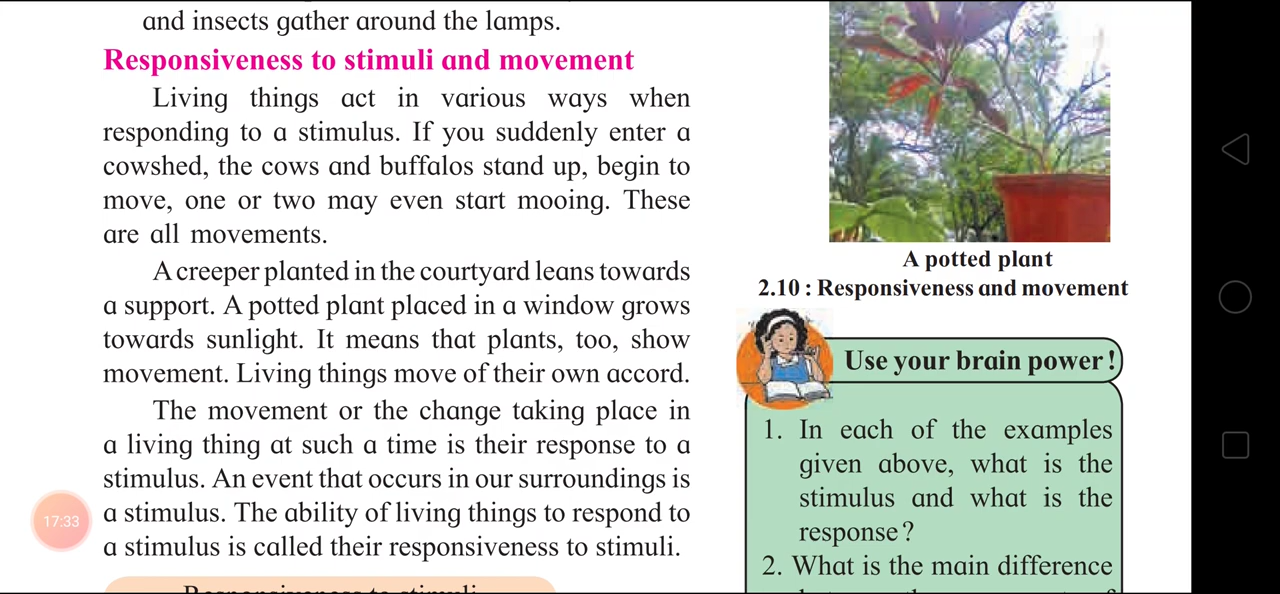 and insects gather around the lamps.
Responsiveness to stimuli and movement
Living things act in various ways when
responding to a stimulus. If you suddenly enter a
cowshed, the cows and buffalos stand up, begin to
move, one or two may even start mooing. These
are all movements.
A creeper planted in the courtyard leans towards
a support. A potted plant placed in a window grows
towards sunlight. It means that plants, too, show
movement. Living things move of their own accord.
The movement or the change taking place in
a living thing at such a time is their response to a
stimulus. An event that occurs in our surroundings is
a stimulus. The ability of living things to respond to
a stimulus is called their responsiveness to stimuli.
17:33
A potted plant
2.10 : Responsiveness and movement
Use your brain power !
1. In each of the examples
given above, what is the
stimulus and what is the
response ?
2. What is the main difference